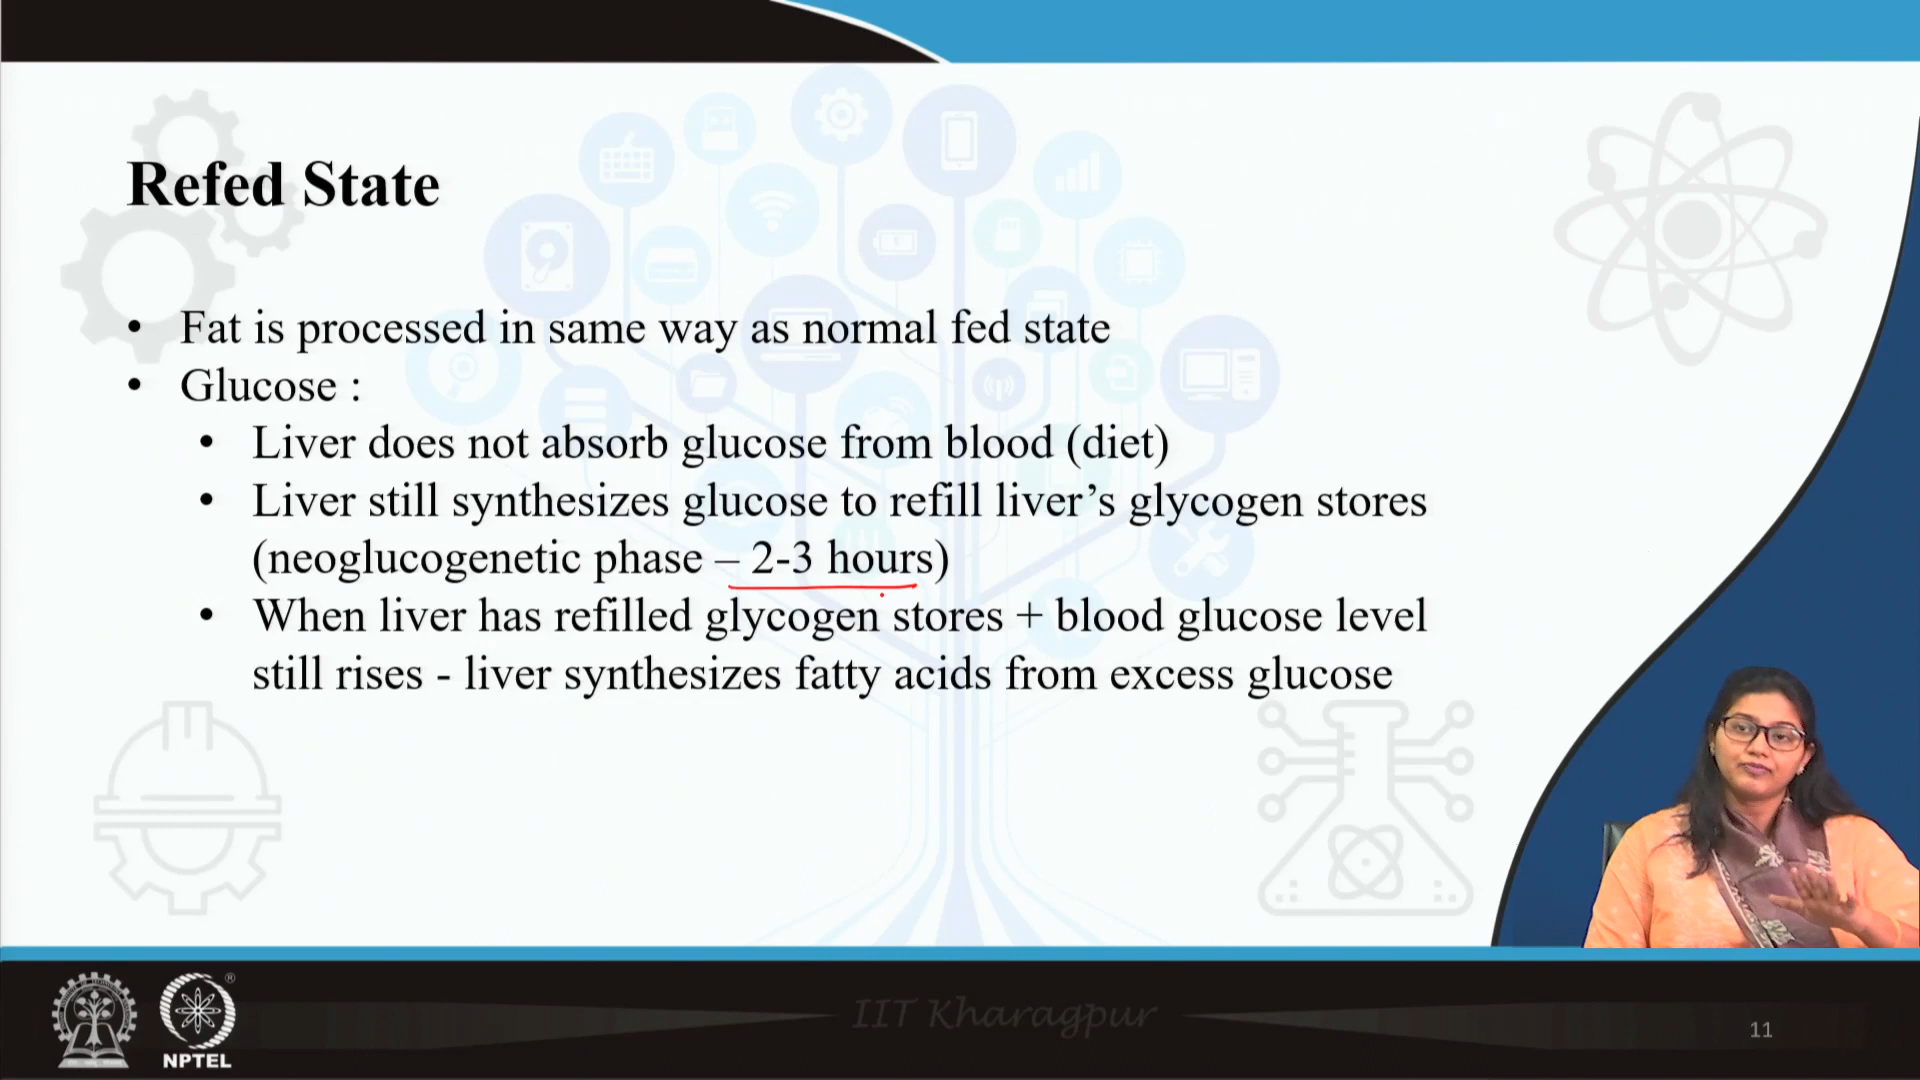 Refed State
• Fat is processed in same way as normal fed state
• Glucose :
• Liver does not absorb glucose from blood (diet)
• Liver still synthesizes glucose to refill liver’s glycogen stores
(neoglucogenetic phase – 2-3 hours)
• When liver has refilled glycogen stores + blood glucose level
still rises - liver synthesizes fatty acids from excess glucose
®
NPTEL
IIT Kharagpur
11